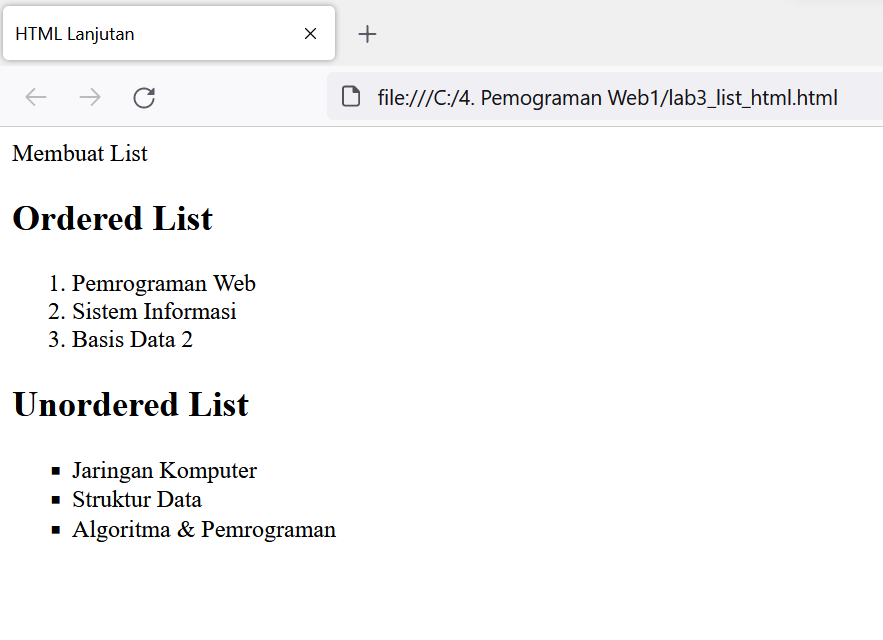 HTML Lanjutan
file:///C:/4. Pemograman Web1/lab3_list_html.html
Membuat List
Ordered List
1. Pemrograman Web
2. Sistem Informasi
3. Basis Data 2
Unordered List
▪ Jaringan Komputer
▪ Struktur Data
▪ Algoritma & Pemrograman